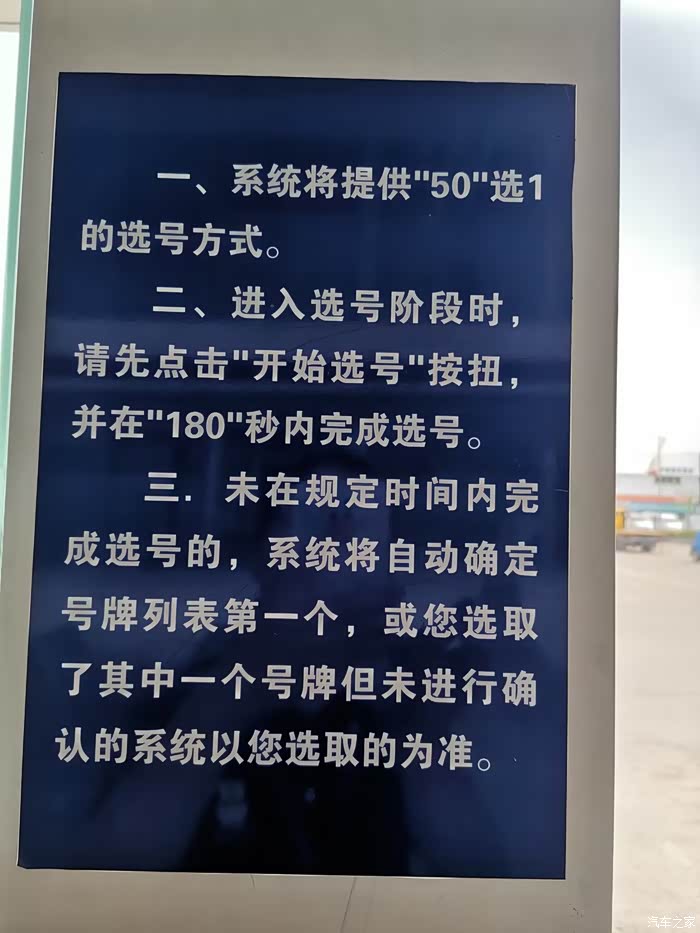 一、系统将提供"50"选1
的选号方式。
二、进入选号阶段时，
请先点击"开始选号"按扭，
并在"180"秒内完成选号。
三. 未在规定时间内完
成选号的，系统将自动确定
号牌列表第一个，或您选取
了其中一个号牌但未进行确
认的系统以您选取的为准。
汽车之家